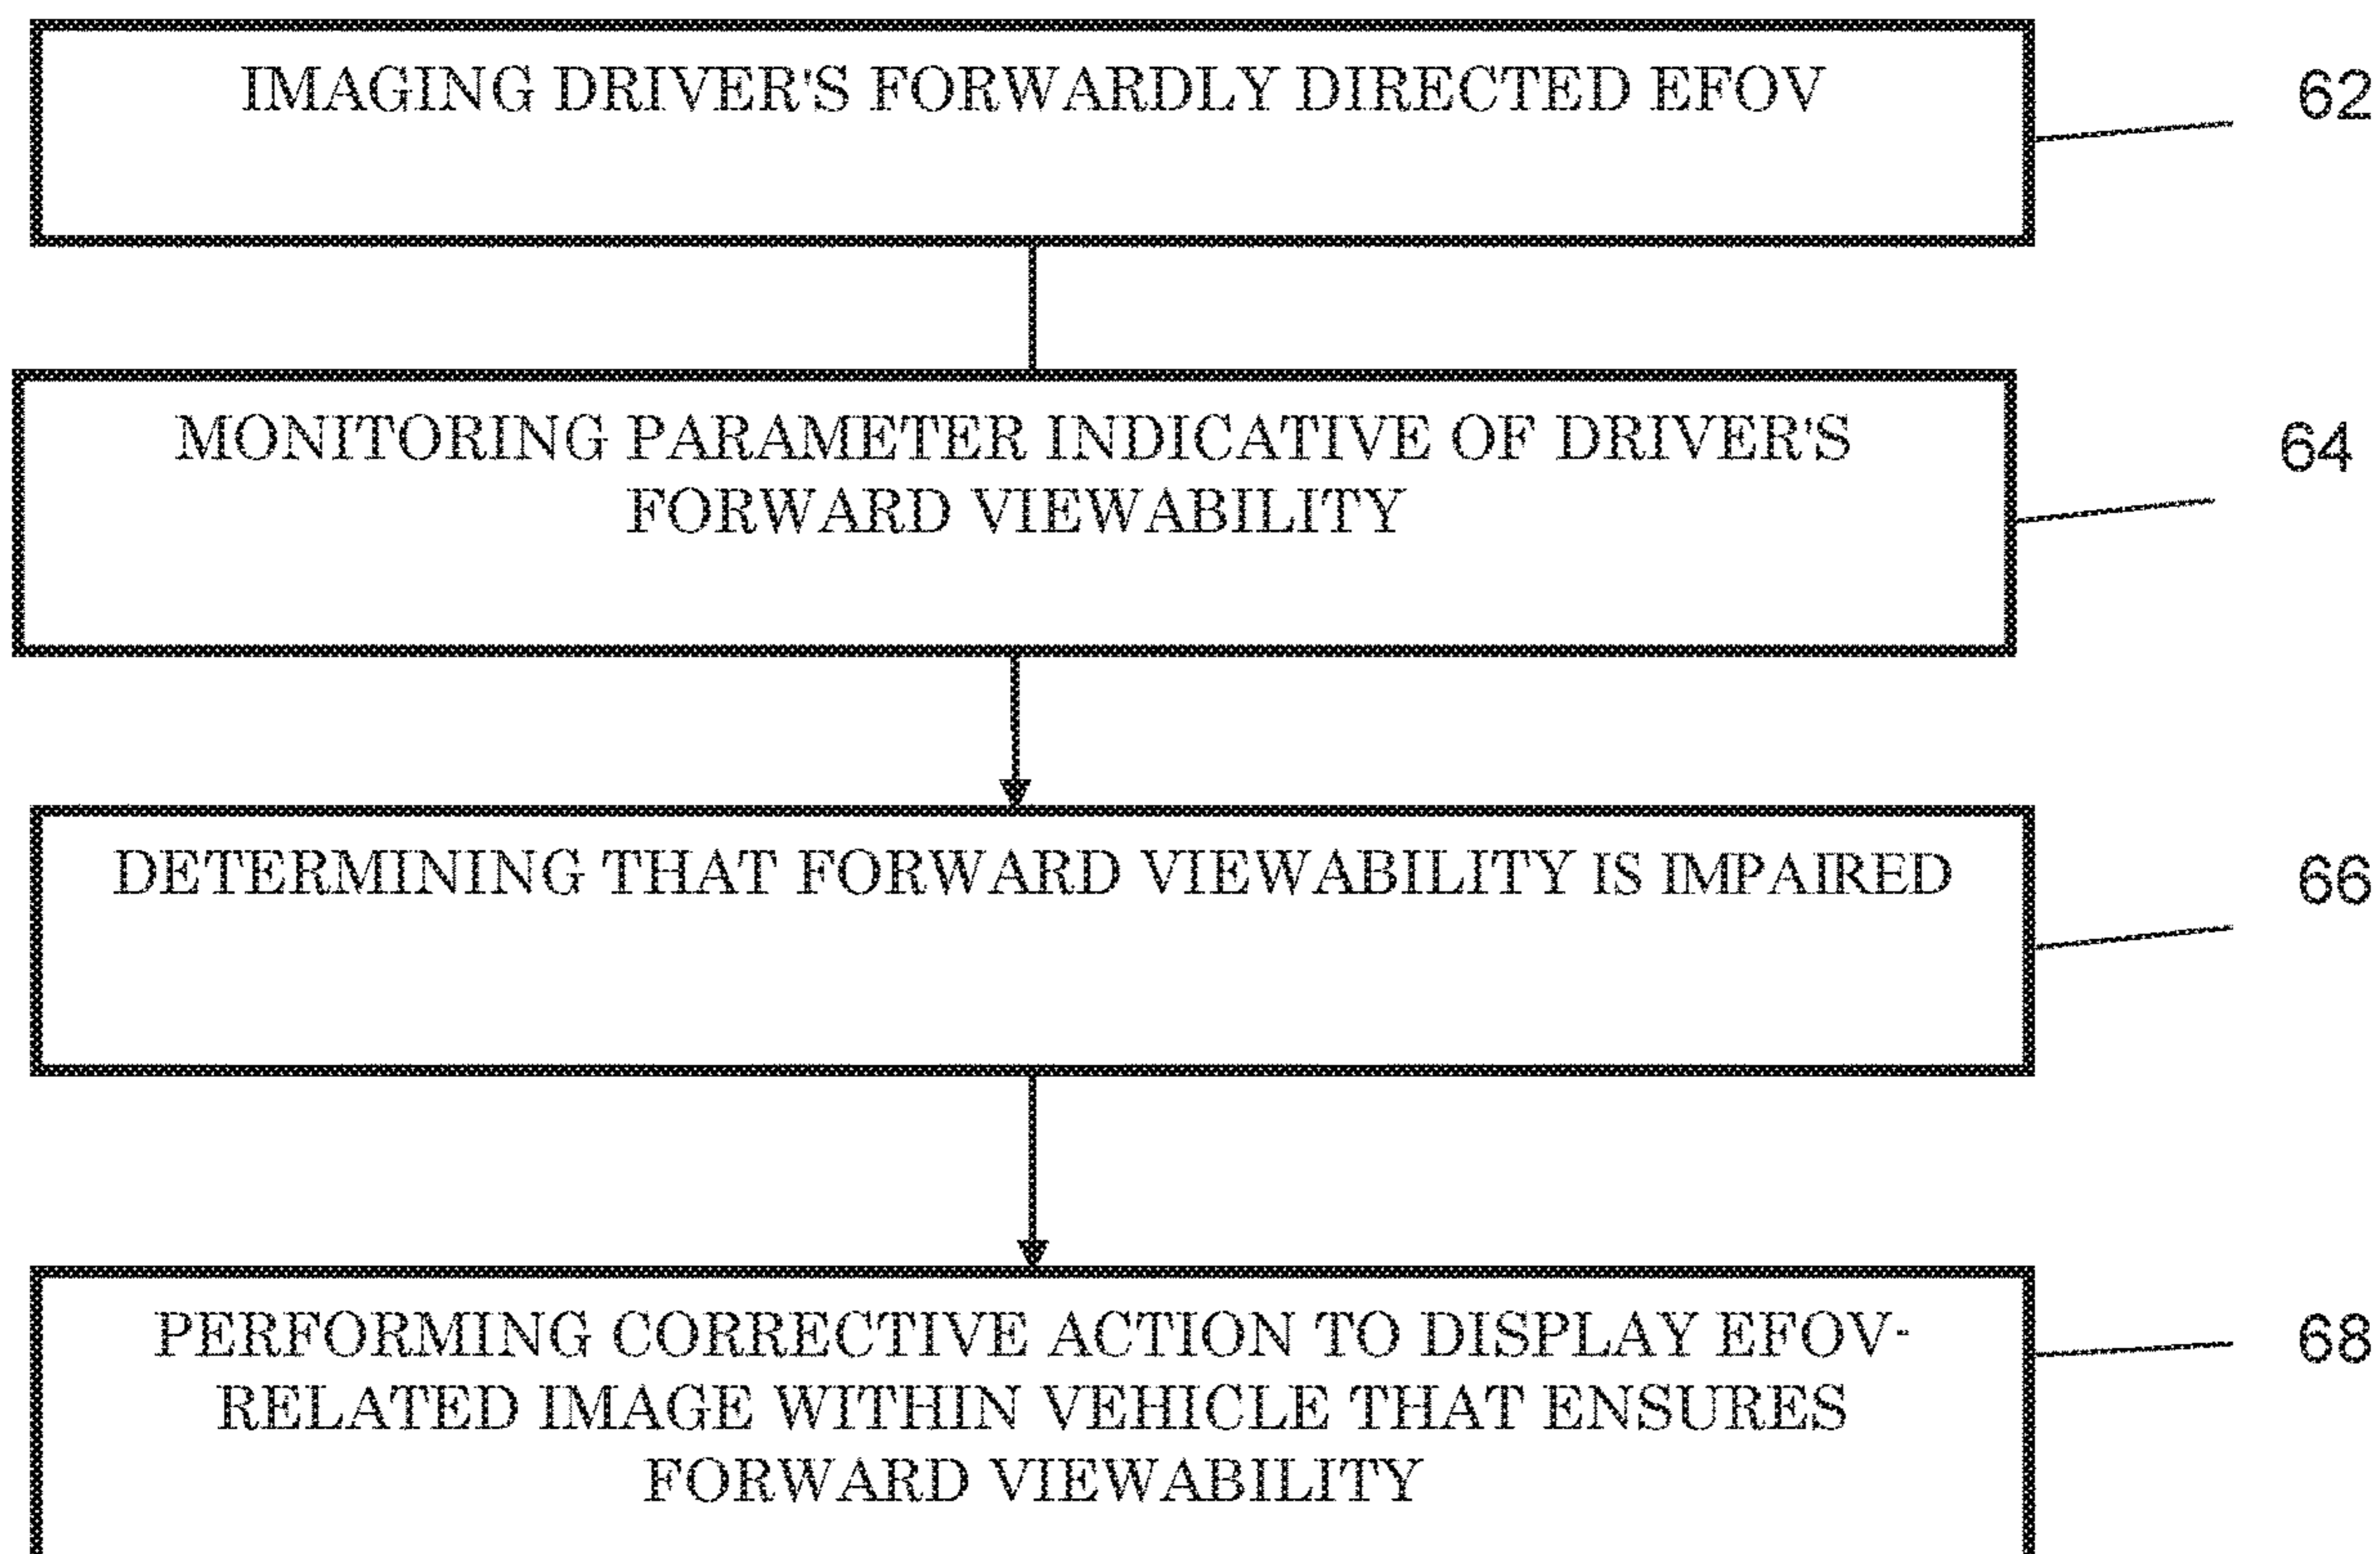 IMAGING DRIVER'S FORWARDLY DIRECTED EFOV
62
MONITORING PARAMETER INDICATIVE OF DRIVER'S
FORWARD VIEWABILITY
64
DETERMINING THAT FORWARD VIEWABILITY IS IMPAIRED
66
PERFORMING CORRECTIVE ACTION TO DISPLAY EFOV-
RELATED IMAGE WITHIN VEHICLE THAT ENSURES
FORWARD VIEWABILITY
68